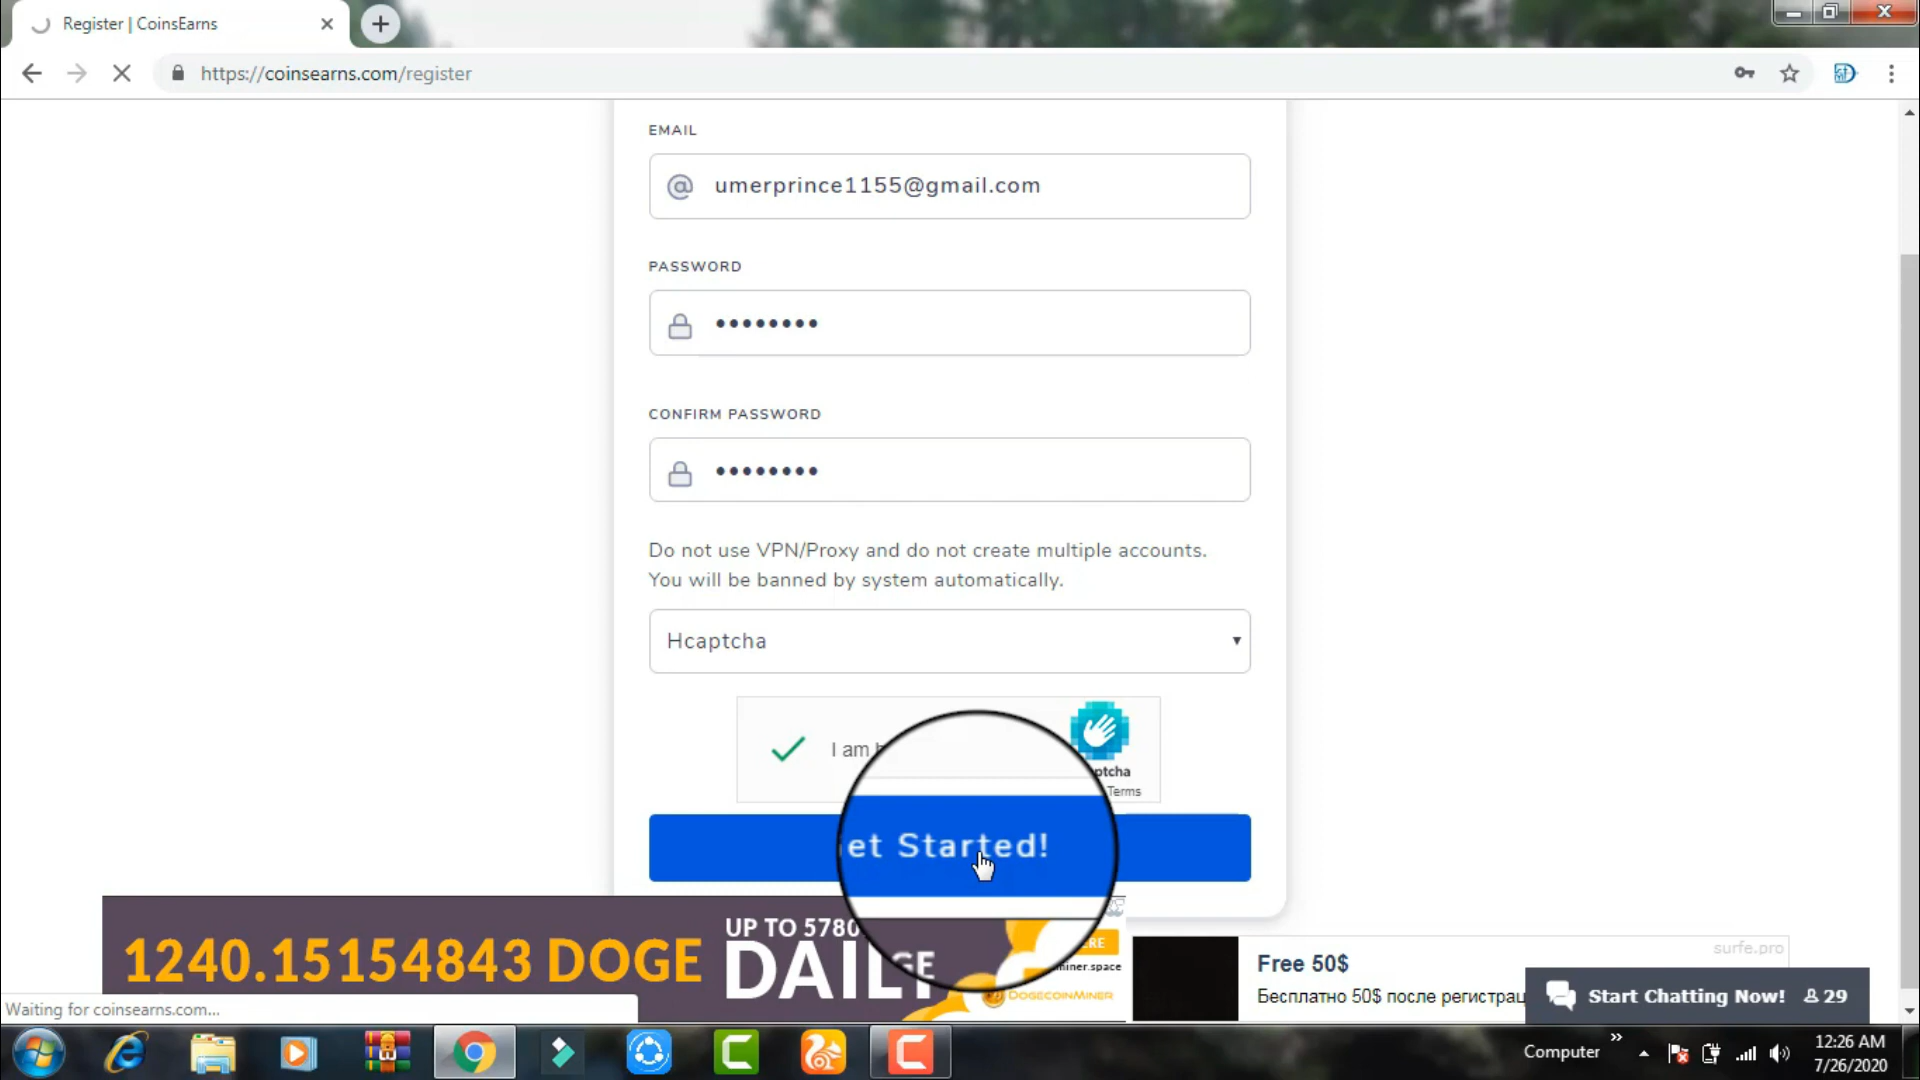 Register | CoinsEarns
https://coinsearns.com/register
EMAIL
umerprince1155@gmail.com
PASSWORD
CONFIRM PASSWORD
Do not use VPN/Proxy and do not create multiple accounts.
You will be banned by system automatically.
Hcaptcha
I am
ptcha
Terms
et Started!
1240.15154843 DOGE
UP TO 5780
DAILY
miner.space
DOGECOINMINER
surfe.pro
Free 50$
Бесплатно 50$ после регистрац
Start Chatting Now! 29
Waiting for coinsearns.com...
Computer
12:26 AM
7/26/2020